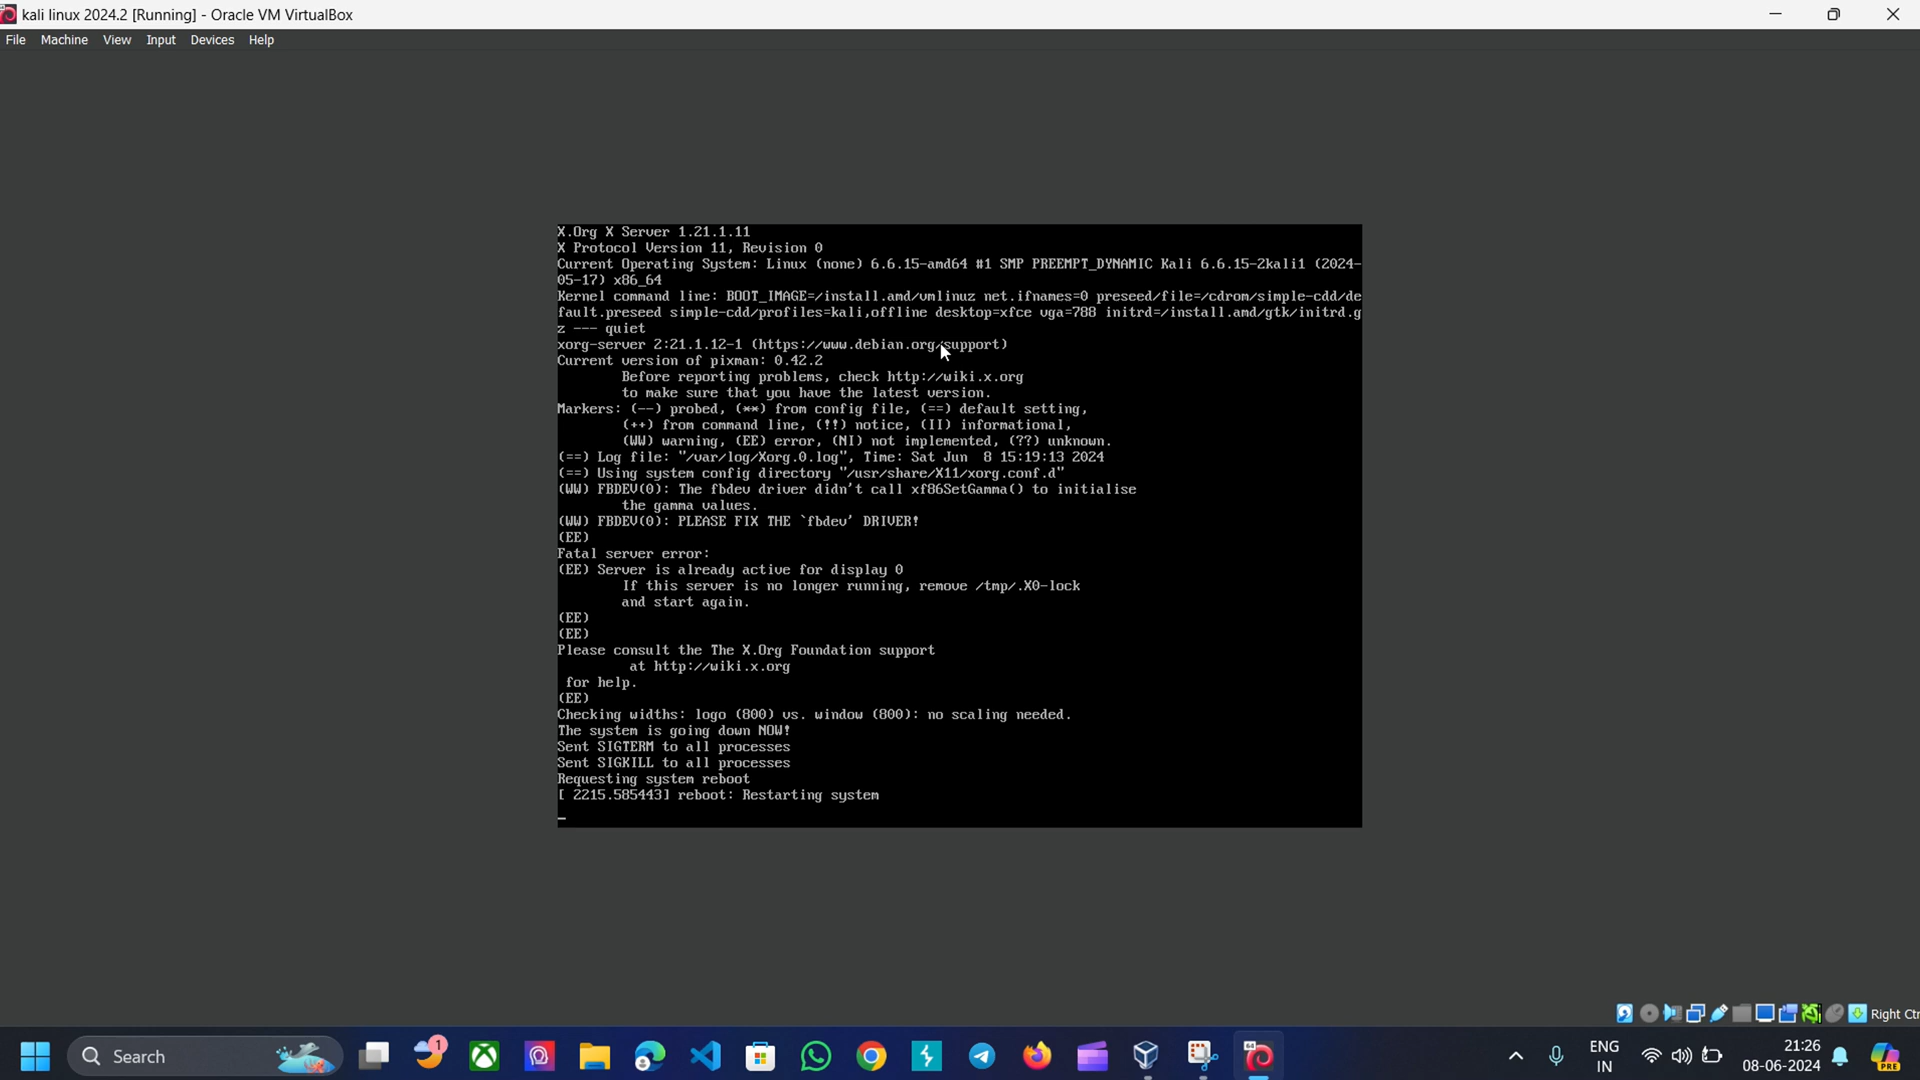 kali linux 2024.2 [Running] - Oracle VM VirtualBox
File Machine View Input Devices Help
X.Org X Server 1.21.1.11
X Protocol Version 11, Revision 0
Current Operating System: Linux (none) 6.6.15-amd64 #1 SMP PREEMPT_DYNAMIC Kali 6.6.15-2kali1 (2024-
05-17) x86_64
Kernel command line: BOOT_IMAGE=/install.amd/vmlinuz net.ifnames=0 preseed/file=/cdrom/simple-cdd/de
fault.preseed simple-cdd/profiles=kali,offline desktop=xfce vga=788 initrd=/install.amd/gtk/initrd.g
z --- quiet
xorg-server 2:21.1.12-1 (https://www.debian.org/support)
Current version of pixman: 0.42.2
Before reporting problems, check http://wiki.x.org
to make sure that you have the latest version.
Markers: (--) probed, (**) from config file, (==) default setting,
(++) from command line, (!!) notice, (II) informational,
(WW) warning, (EE) error, (NI) not implemented, (??) unknown.
(==) Log file: "/var/log/Xorg.0.log", Time: Sat Jun 8 15:19:13 2024
(==) Using system config directory "/usr/share/X11/xorg.conf.d"
(WW) FBDEV(0): The fbdev driver didn't call xf86SetGamma() to initialise
the gamma values.
(WW) FBDEV(0): PLEASE FIX THE `fbdev' DRIVER!
(EE)
Fatal server error:
(EE) Server is already active for display 0
If this server is no longer running, remove /tmp/.X0-lock
and start again.
(EE)
(EE)
Please consult the The X.Org Foundation support
at http://wiki.x.org
for help.
(EE)
Checking widths: logo (800) vs. window (800): no scaling needed.
The system is going down NOW!
Sent SIGTERM to all processes
Sent SIGKILL to all processes
Requesting system reboot
[ 2215.585443] reboot: Restarting system
Right Ctr
Search
1
64
ENG
IN
21:26
08-06-2024
PRE